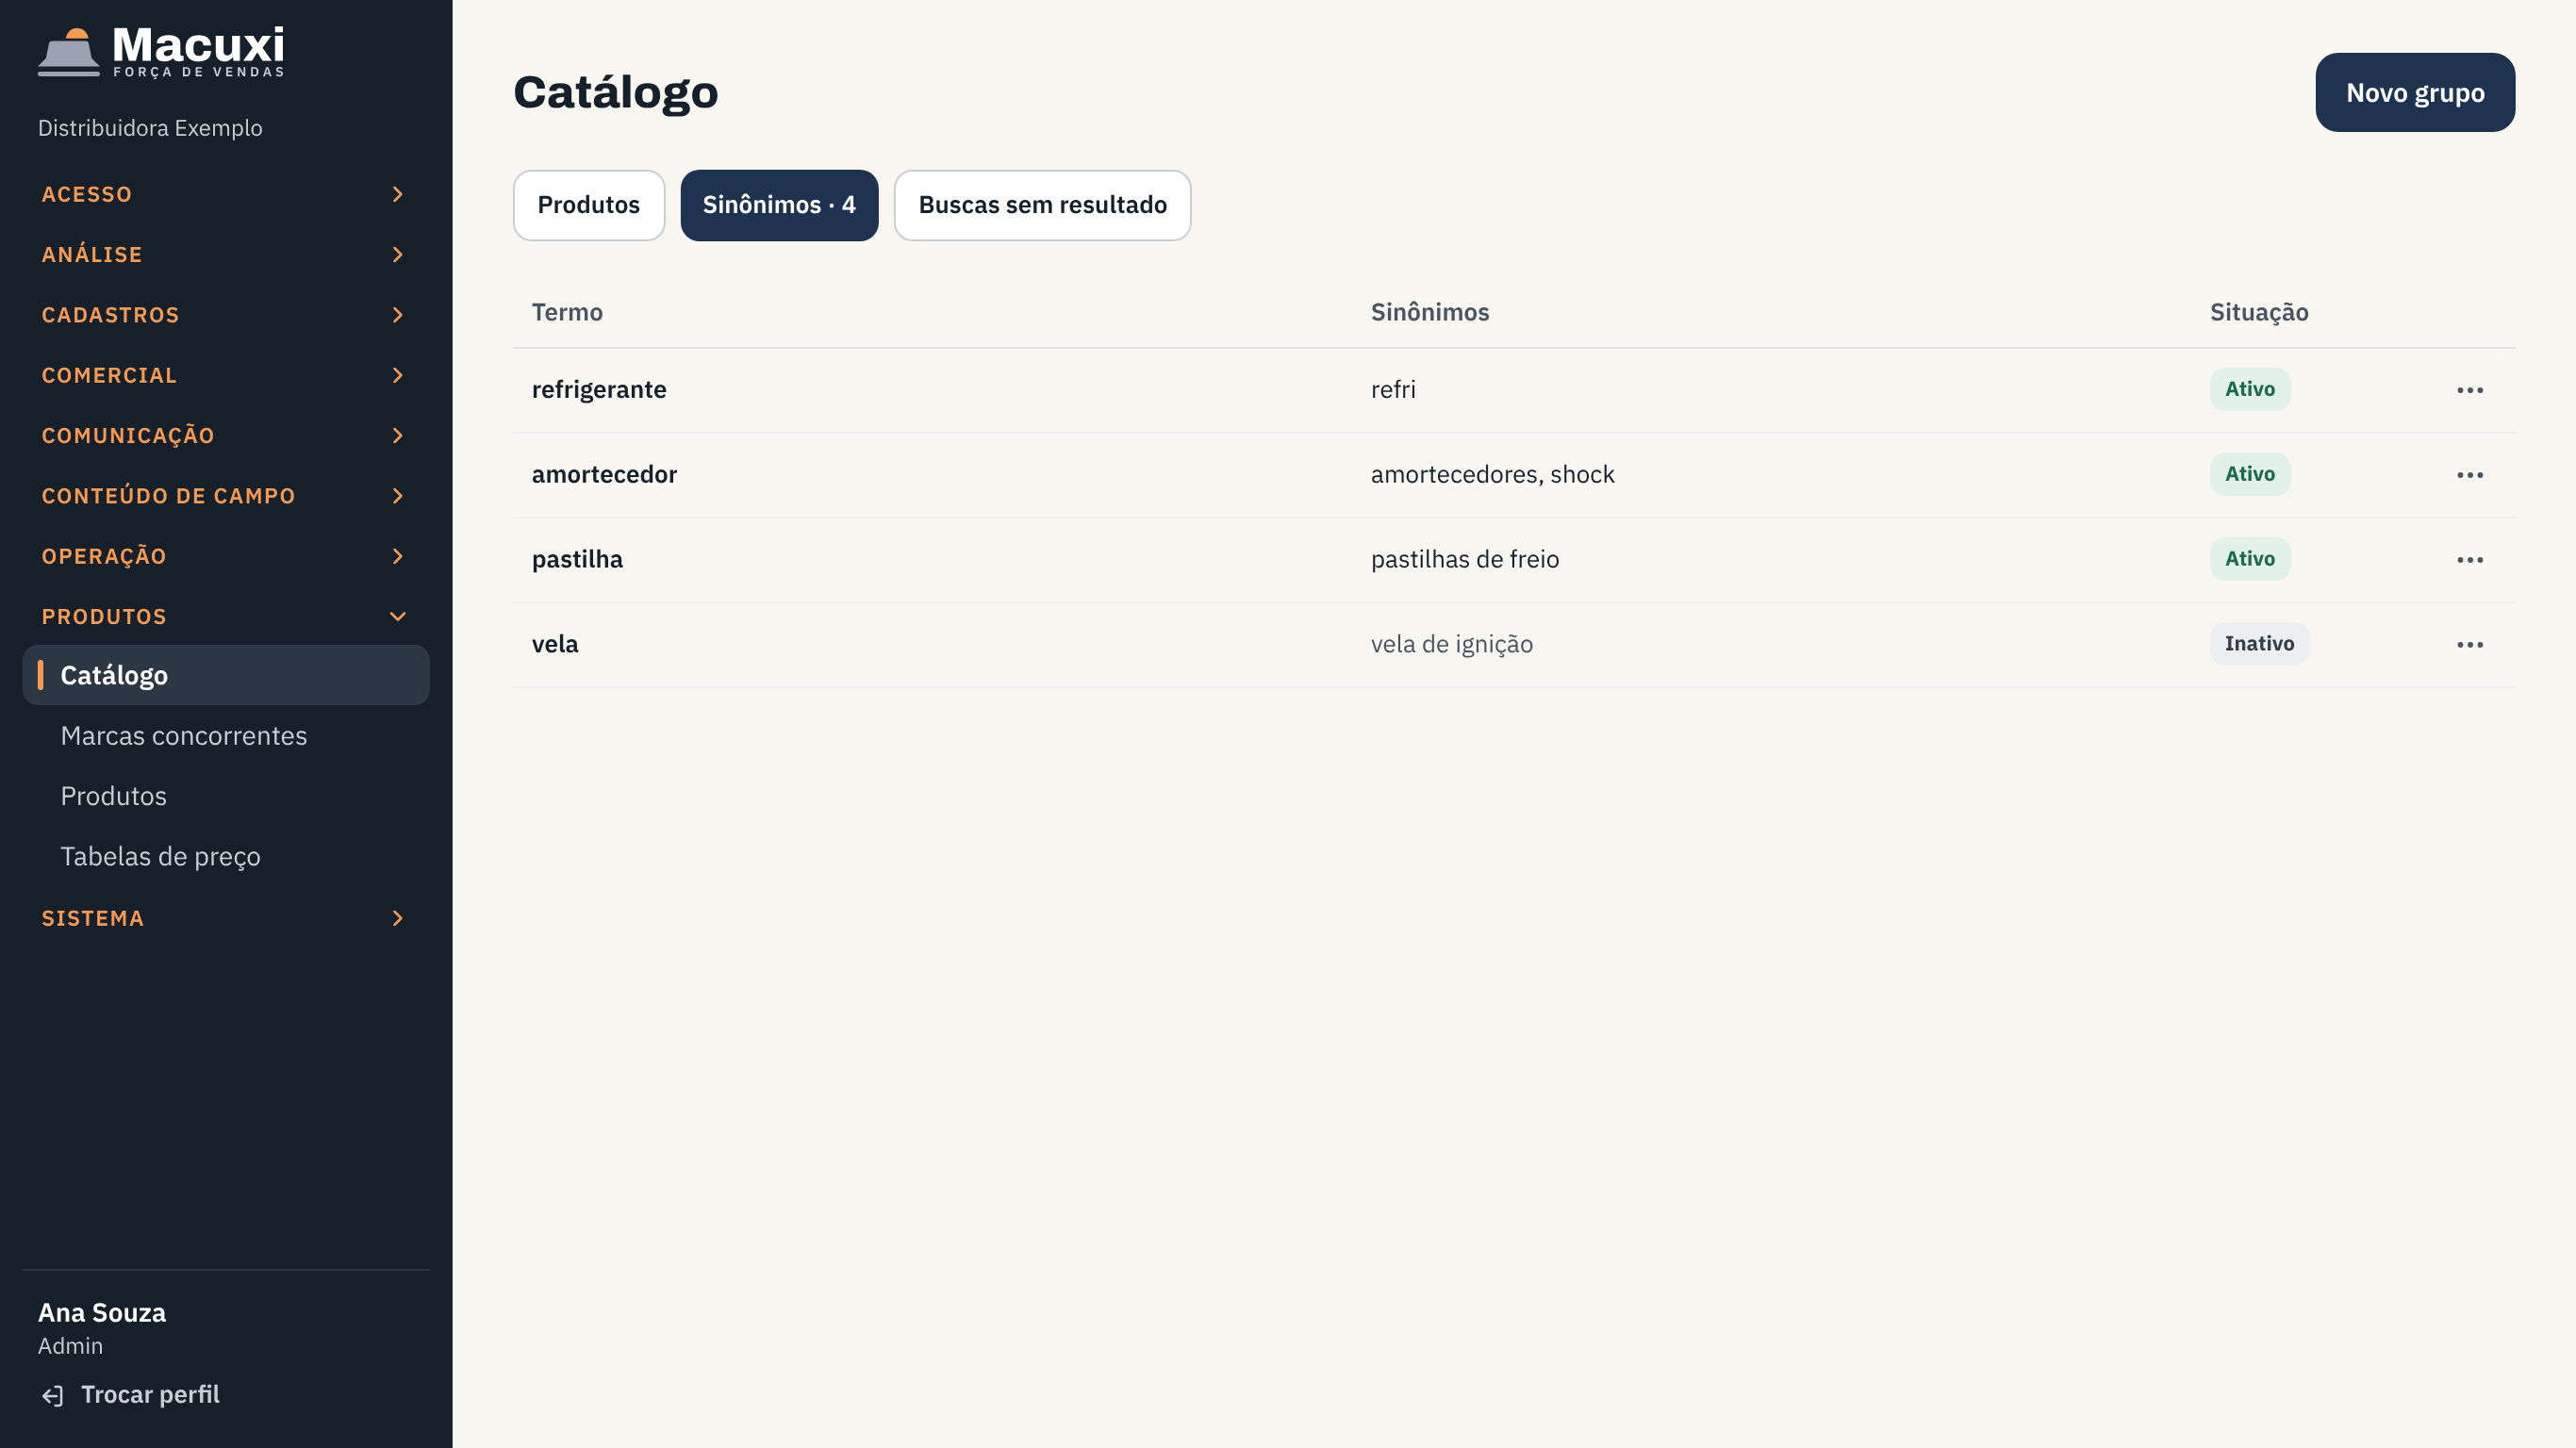 Macuxi
FORÇA DE VENDAS
Distribuidora Exemplo
ACESSO
ANÁLISE
CADASTROS
COMERCIAL
COMUNICAÇÃO
CONTEÚDO DE CAMPO
OPERAÇÃO
PRODUTOS
Catálogo
Marcas concorrentes
Produtos
Tabelas de preço
SISTEMA
Ana Souza
Admin
Trocar perfil
Catálogo
Novo grupo
Produtos
Sinônimos · 4
Buscas sem resultado
Termo Sinônimos Situação
refrigerante refri Ativo
amortecedor amortecedores, shock Ativo
pastilha pastilhas de freio Ativo
vela vela de ignição Inativo